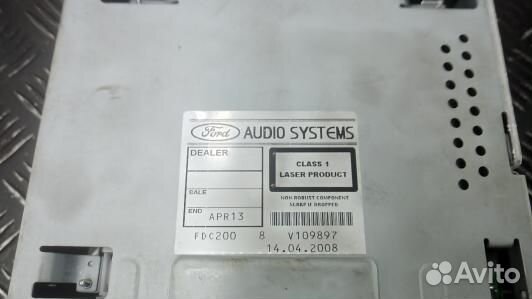 Ford AUDIO SYSTEMS
DEALER
CLASS 1
LASER PRODUCT
DALE
NON ROBUST COMPONENT
SCRAP IF DROPPED
END APR13
FDC200 8 V109897
14.04.2008
Avito